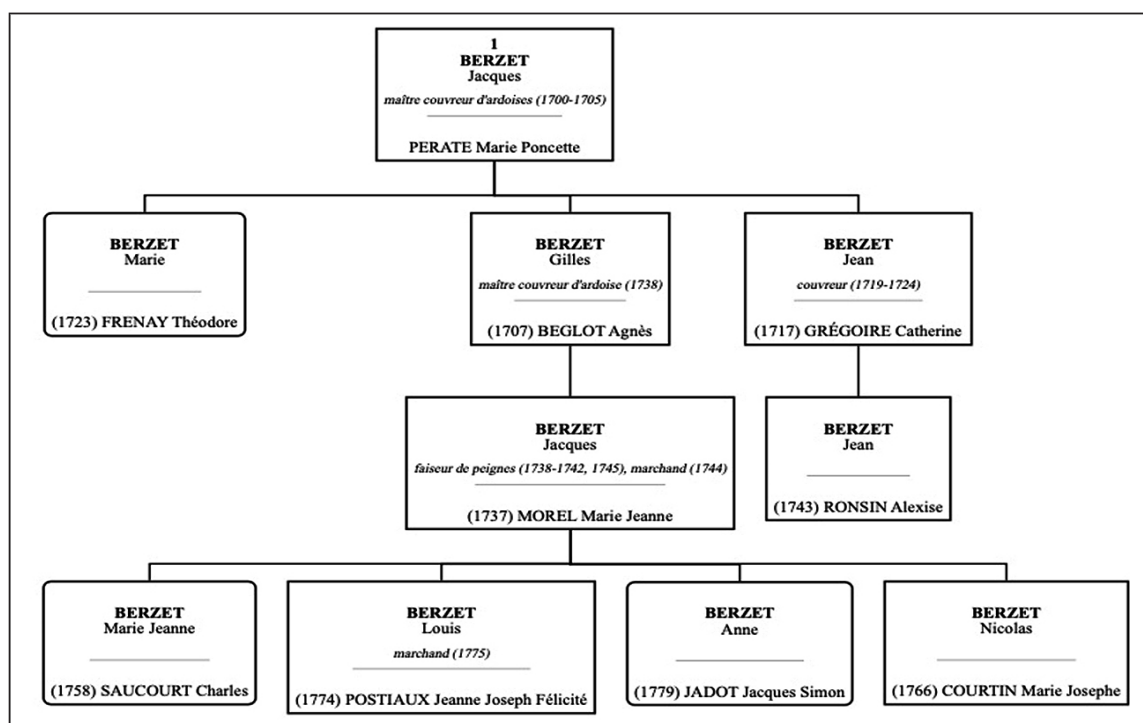 1
BERZET
Jacques
maître couvreur d'ardoises (1700-1705)
PERATE Marie Poncette
BERZET
Marie
(1723) FRENAY Théodore
BERZET
Gilles
maître couvreur d'ardoise (1738)
(1707) BEGLOT Agnès
BERZET
Jean
couvreur (1719-1724)
(1717) GRÉGOIRE Catherine
BERZET
Jacques
faiseur de peignes (1738-1742, 1745), marchand (1744)
(1737) MOREL Marie Jeanne
BERZET
Jean
(1743) RONSIN Alexise
BERZET
Marie Jeanne
(1758) SAUCOURT Charles
BERZET
Louis
marchand (1775)
(1774) POSTIAUX Jeanne Joseph Félicité
BERZET
Anne
(1779) JADOT Jacques Simon
BERZET
Nicolas
(1766) COURTIN Marie Josephe